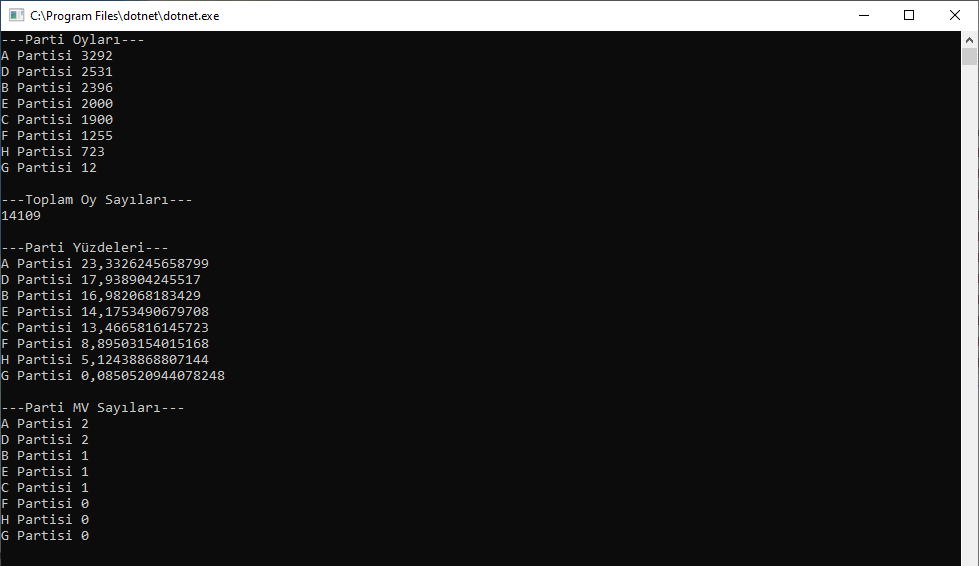 C:\Program Files\dotnet\dotnet.exe
---Parti Oyları---
A Partisi 3292
D Partisi 2531
B Partisi 2396
E Partisi 2000
C Partisi 1900
F Partisi 1255
H Partisi 723
G Partisi 12
---Toplam Oy Sayıları---
14109
---Parti Yüzdeleri---
A Partisi 23,3326245658799
D Partisi 17,938904245517
B Partisi 16,982068183429
E Partisi 14,1753490679708
C Partisi 13,4665816145723
F Partisi 8,89503154015168
H Partisi 5,12438868807144
G Partisi 0,0850520944078248
---Parti MV Sayıları---
A Partisi 2
D Partisi 2
B Partisi 1
E Partisi 1
C Partisi 1
F Partisi 0
H Partisi 0
G Partisi 0